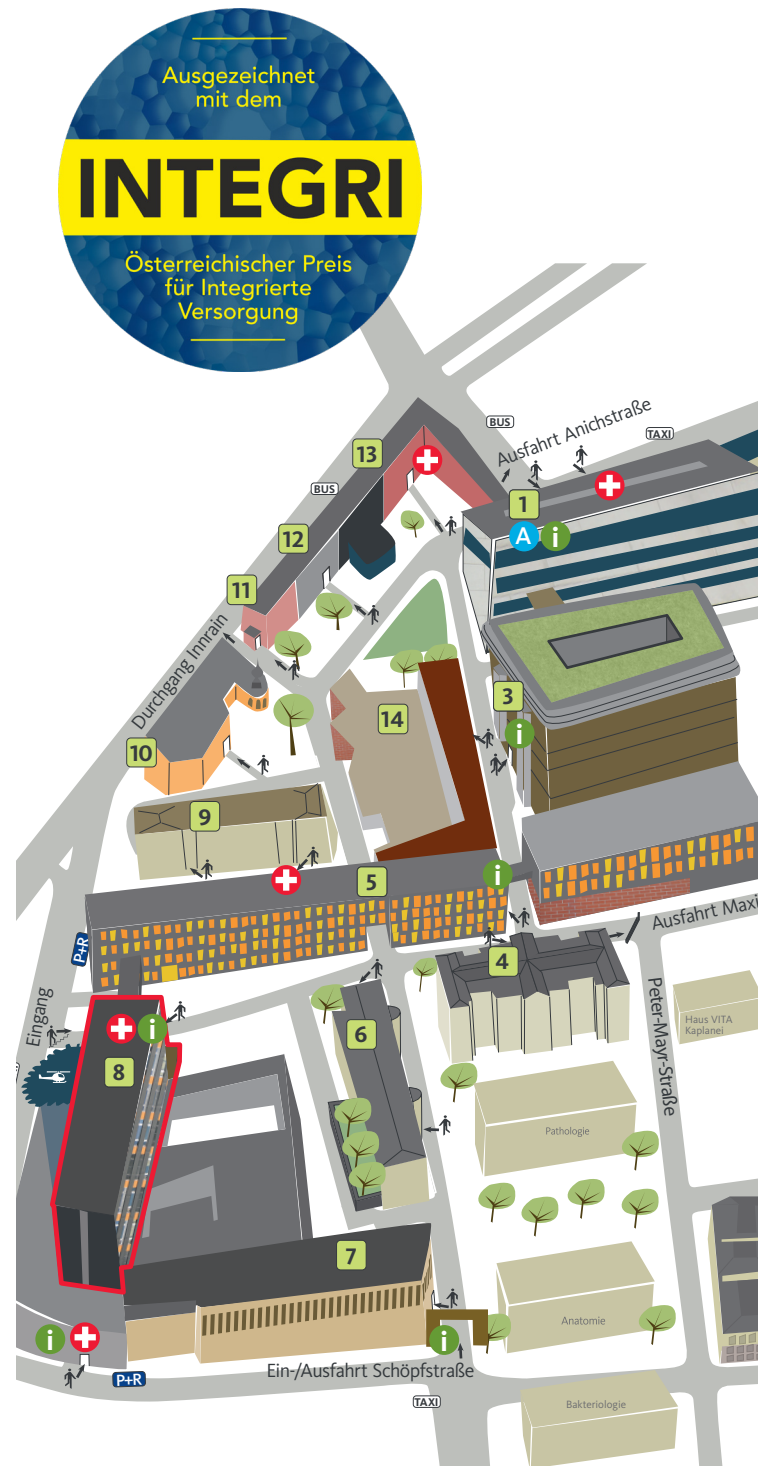 Ausgezeichnet
mit dem
INTEGRI
Österreichischer Preis
für Integrierte
Versorgung
BUS
Ausfahrt Anichstraße
TAXI
13
BUS
1
A i
12
11
Durchgang Innrain
3
i
14
10
9
5
i
P+R
Ausfahrt Maxi
4
Eingang
6
Peter-Mayr-Straße
Haus VITA
Kaplanei
i
8
Pathologie
7
Anatomie
i
i
Ein-/Ausfahrt Schöpfstraße
P+R
TAXI
Bakteriologie